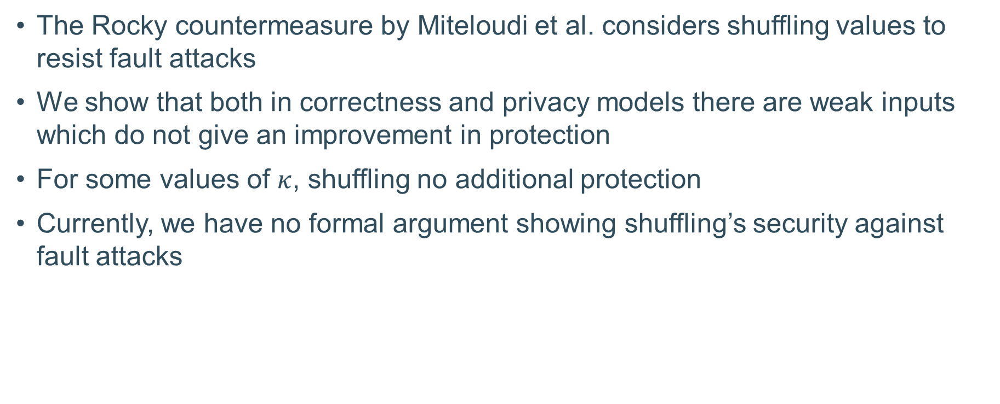 • The Rocky countermeasure by Miteloudi et al. considers shuffling values to
resist fault attacks
• We show that both in correctness and privacy models there are weak inputs
which do not give an improvement in protection
• For some values of κ, shuffling no additional protection
• Currently, we have no formal argument showing shuffling’s security against
fault attacks